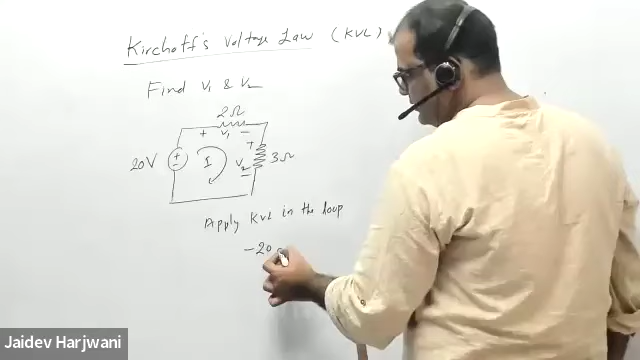 Kirchoff's Voltage Law (KVL)
Find V₁ & V₂
2Ω
+ V₁ −
20V + − I V₂ + − 3Ω
Apply KVL in the loop
−20
Jaidev Harjwani